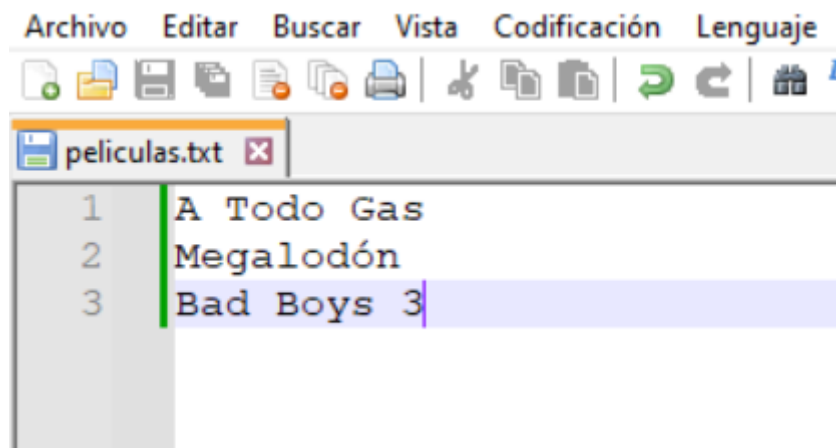 Archivo Editar Buscar Vista Codificación Lenguaje
peliculas.txt
1 A Todo Gas
2 Megalodón
3 Bad Boys 3